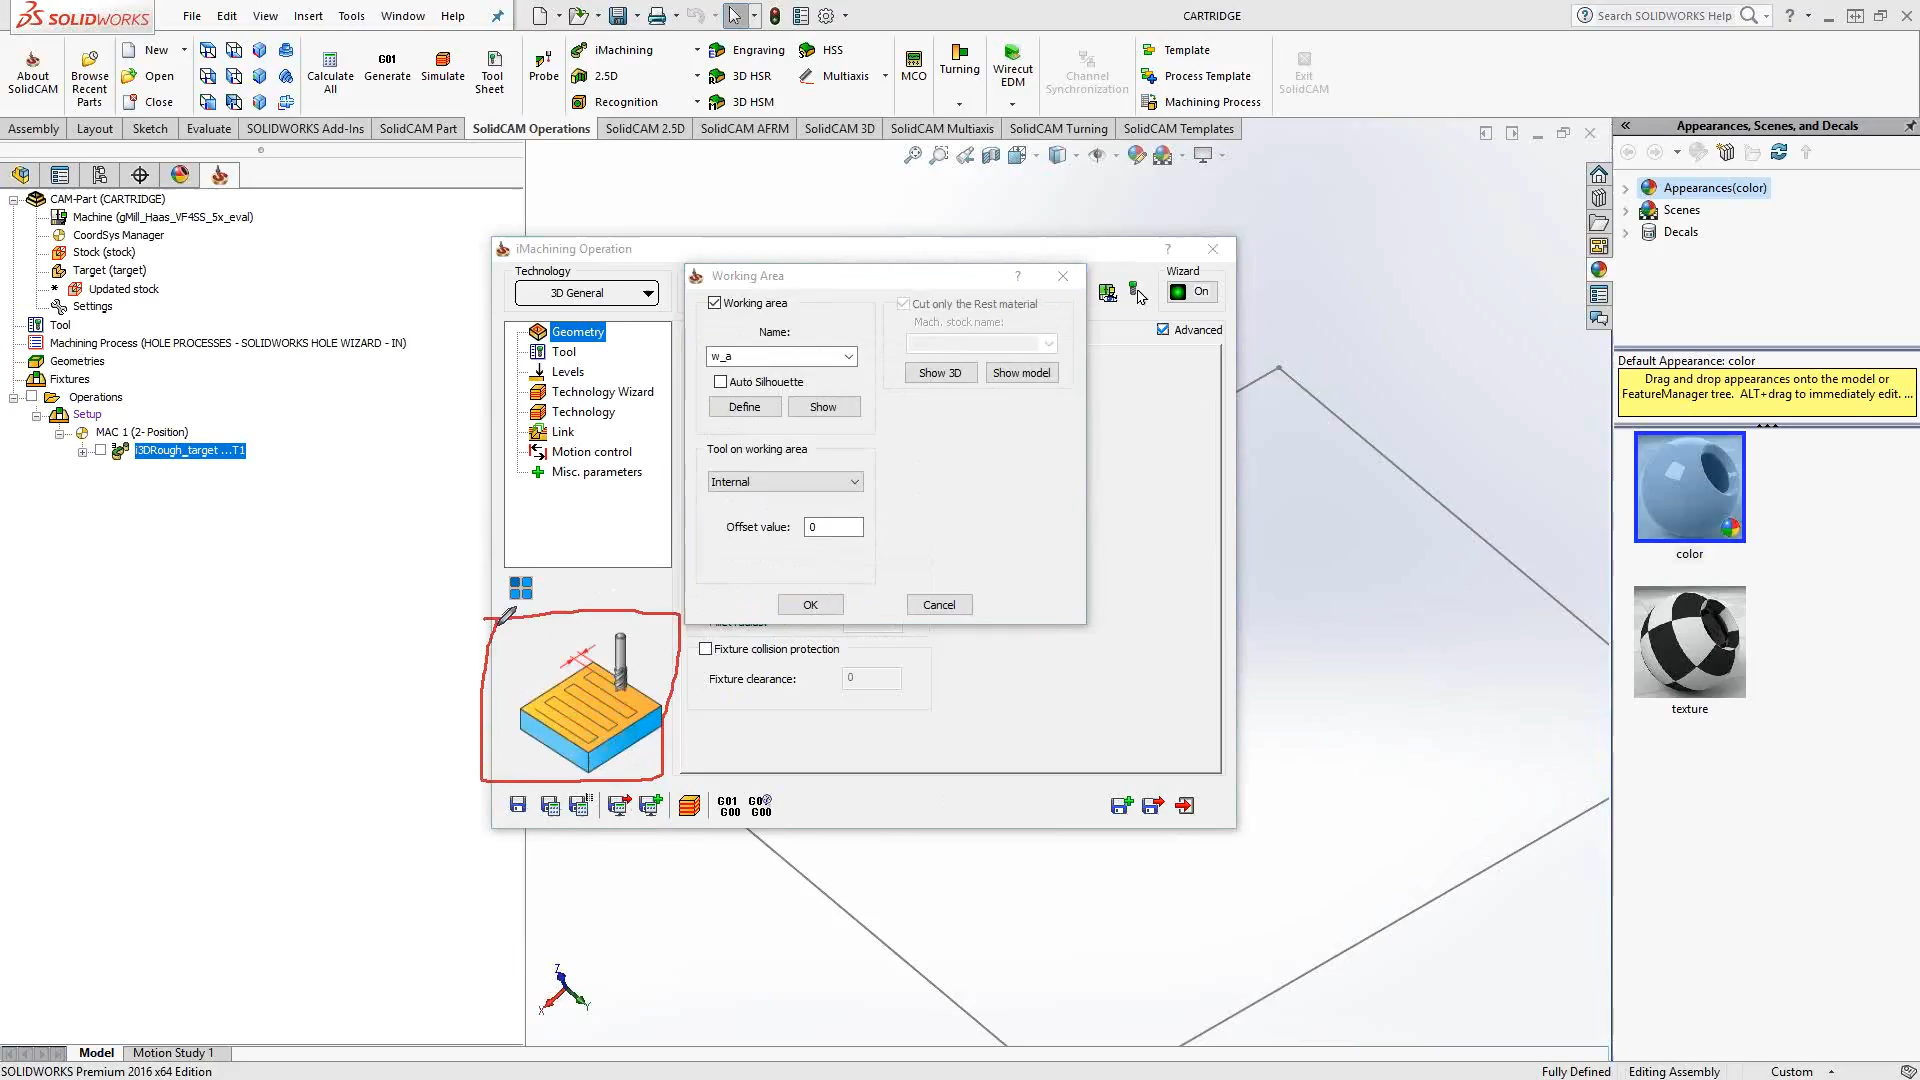 SOLIDWORKS
File Edit View Insert Tools Window Help
CARTRIDGE
Search SOLIDWORKS Help
About SolidCAM
Browse Recent Parts
New
Open
Close
Calculate All
G01
Generate
Simulate
Tool Sheet
Probe
iMachining
2.5D
Recognition
Engraving
3D HSR
3D HSM
HSS
Multiaxis
MCO
Turning
Wirecut EDM
Channel Synchronization
Template
Process Template
Machining Process
Exit SolidCAM
Assembly Layout Sketch Evaluate SOLIDWORKS Add-Ins SolidCAM Part SolidCAM Operations SolidCAM 2.5D SolidCAM AFRM SolidCAM 3D SolidCAM Multiaxis SolidCAM Turning SolidCAM Templates
CAM-Part (CARTRIDGE)
Machine (gMill_Haas_VF4SS_5x_eval)
CoordSys Manager
Stock (stock)
Target (target)
* Updated stock
Settings
Tool
Machining Process (HOLE PROCESSES - SOLIDWORKS HOLE WIZARD - IN)
Geometries
Fixtures
Operations
Setup
MAC 1 (2- Position)
i3DRough_target ...T1
iMachining Operation
Technology
3D General
Geometry
Tool
Levels
Technology Wizard
Technology
Link
Motion control
Misc. parameters
Wizard
On
Advanced
Working Area
Working area
Name:
w_a
Auto Silhouette
Define Show
Tool on working area
Internal
Offset value: 0
Cut only the Rest material
Mach. stock name:
Show 3D Show model
OK Cancel
Fixture collision protection
Fixture clearance: 0
G01
G00
G00
Z
X
Y
Appearances, Scenes, and Decals
Appearances(color)
Scenes
Decals
Default Appearance: color
Drag and drop appearances onto the model or
FeatureManager tree. ALT+drag to immediately edit. ...
color
texture
Model Motion Study 1
SOLIDWORKS Premium 2016 x64 Edition
Fully Defined Editing Assembly Custom